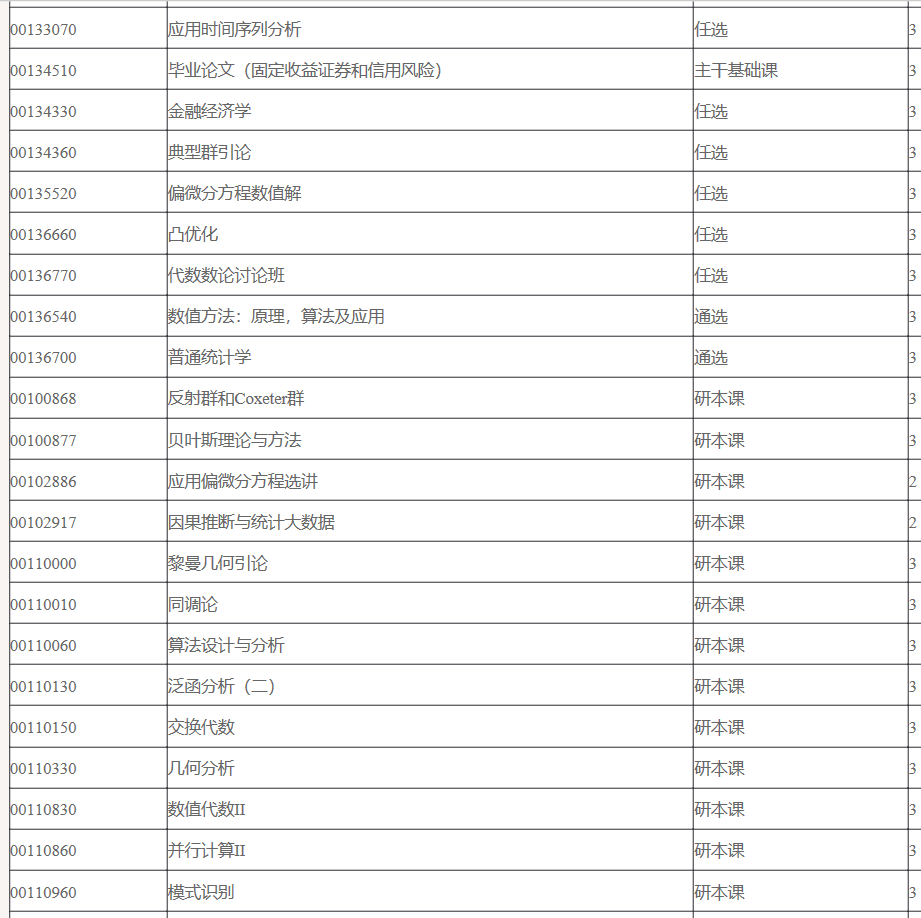 00133070 应用时间序列分析 任选 3
00134510 毕业论文（固定收益证券和信用风险） 主干基础课 3
00134330 金融经济学 任选 3
00134360 典型群引论 任选 3
00135520 偏微分方程数值解 任选 3
00136660 凸优化 任选 3
00136770 代数数论讨论班 任选 3
00136540 数值方法：原理，算法及应用 通选 3
00136700 普通统计学 通选 3
00100868 反射群和Coxeter群 研本课 3
00100877 贝叶斯理论与方法 研本课 3
00102886 应用偏微分方程选讲 研本课 2
00102917 因果推断与统计大数据 研本课 2
00110000 黎曼几何引论 研本课 3
00110010 同调论 研本课 3
00110060 算法设计与分析 研本课 3
00110130 泛函分析（二） 研本课 3
00110150 交换代数 研本课 3
00110330 几何分析 研本课 3
00110830 数值代数II 研本课 3
00110860 并行计算II 研本课 3
00110960 模式识别 研本课 3